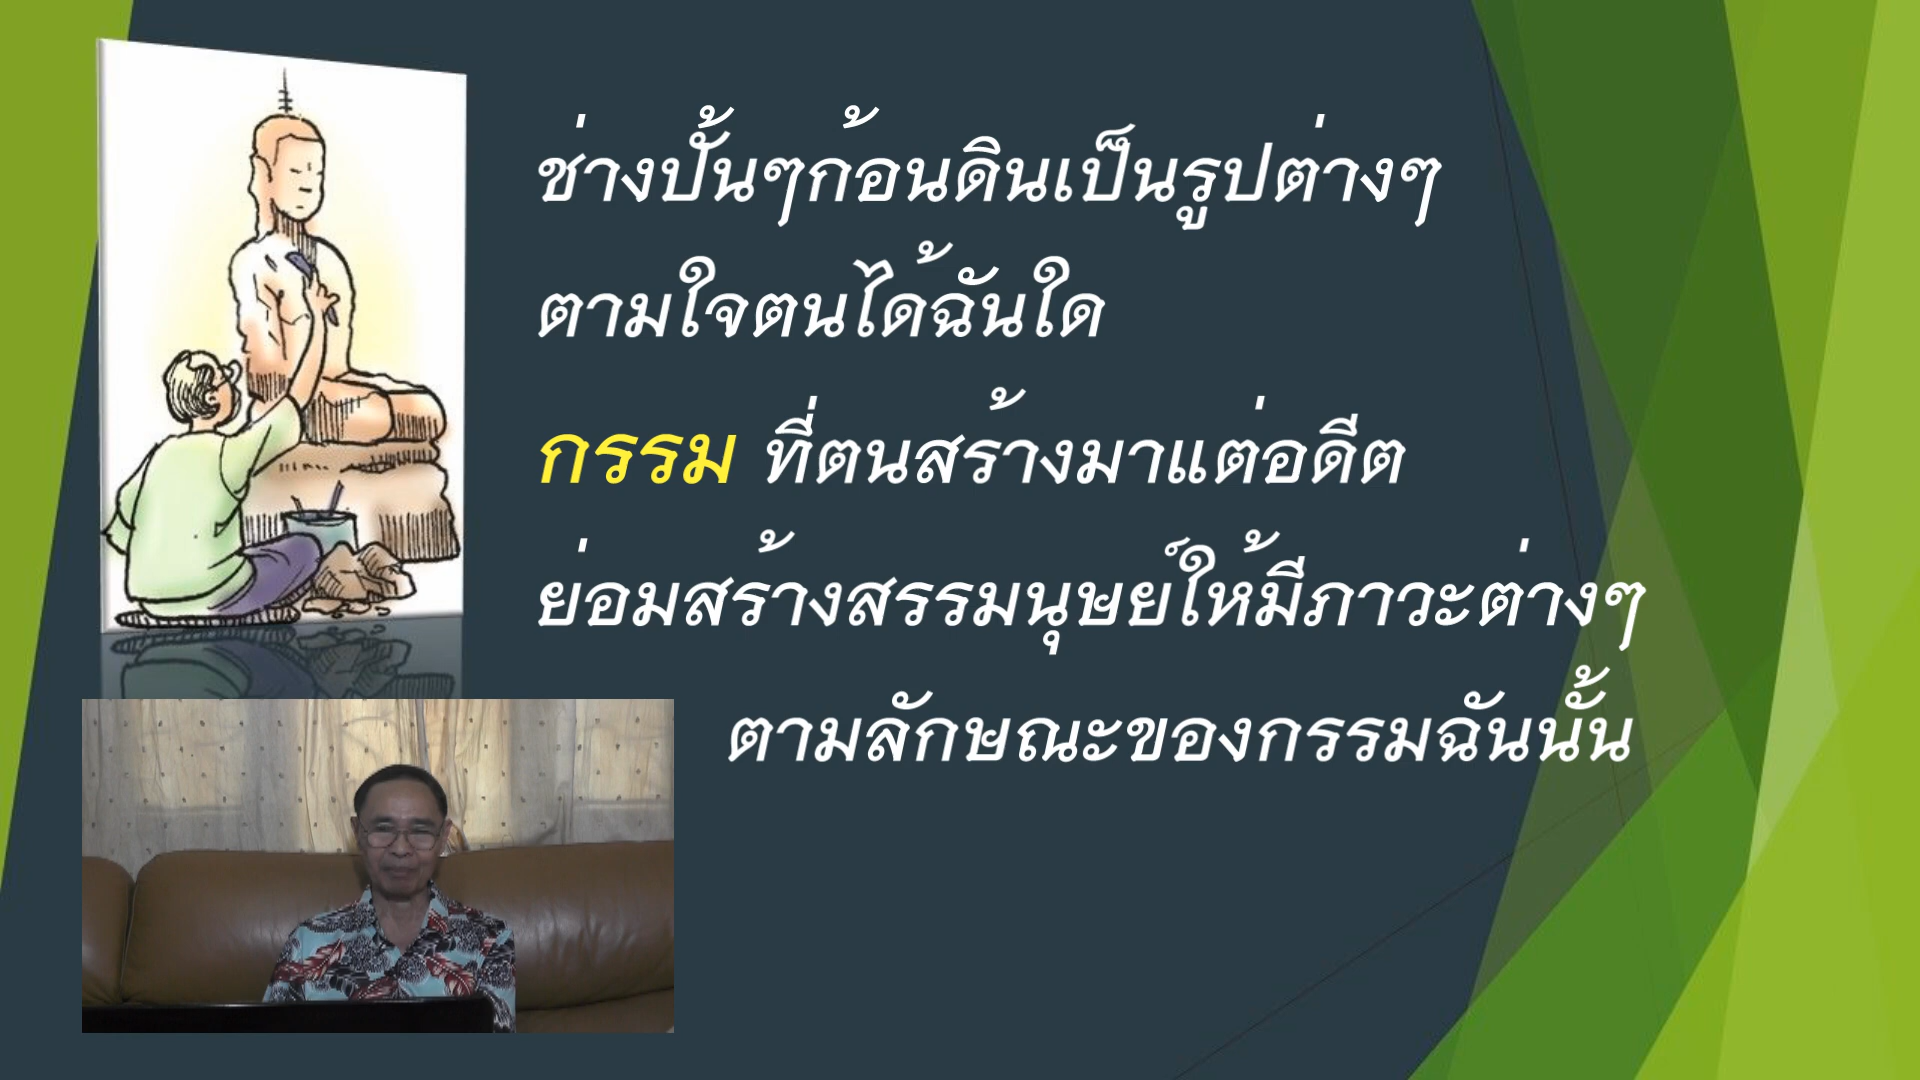 ช่างปั้นๆก้อนดินเป็นรูปต่างๆ
ตามใจตนได้ฉันใด
กรรม ที่ตนสร้างมาแต่อดีต
ย่อมสร้างสรรมนุษย์ให้มีภาวะต่างๆ
ตามลักษณะของกรรมฉันนั้น